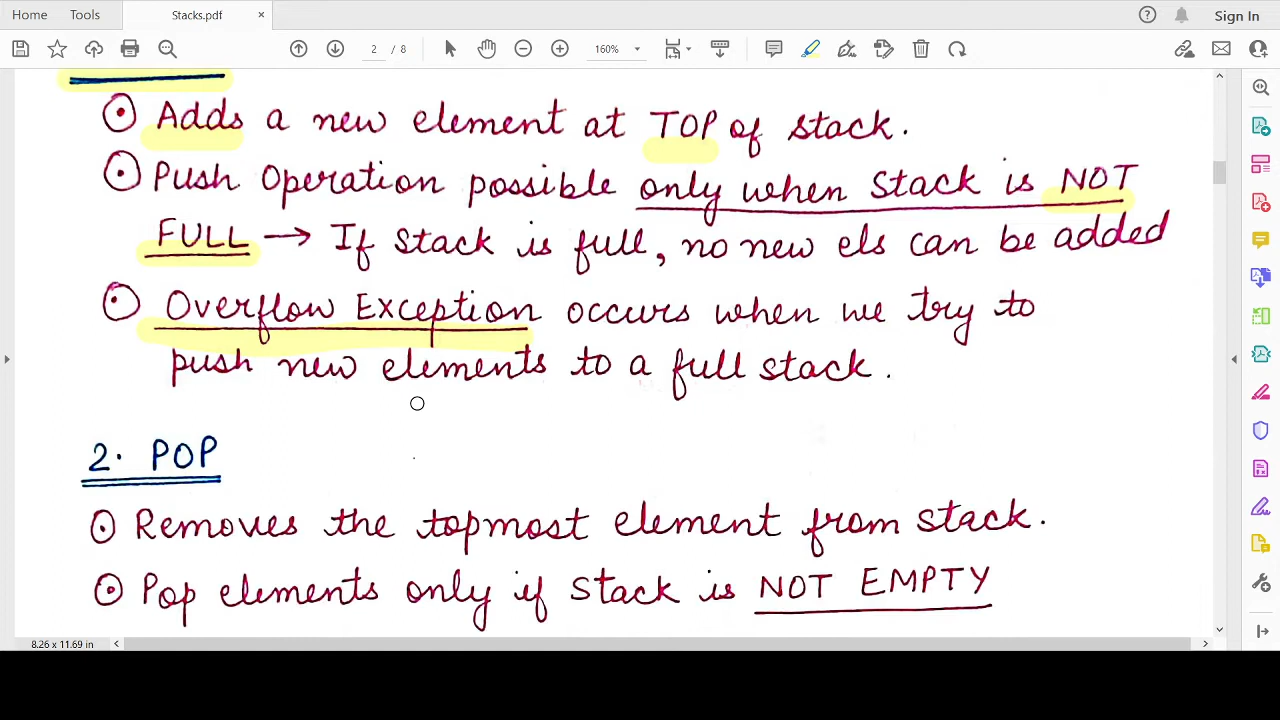 Home Tools Stacks.pdf × Sign In
2 / 8 160%
Adds a new element at TOP of stack.
Push Operation possible only when stack is NOT
FULL → If stack is full, no new els can be added
Overflow Exception occurs when we try to
push new elements to a full stack.
2. POP
Removes the topmost element from stack.
Pop elements only if stack is NOT EMPTY
8.26 x 11.69 in